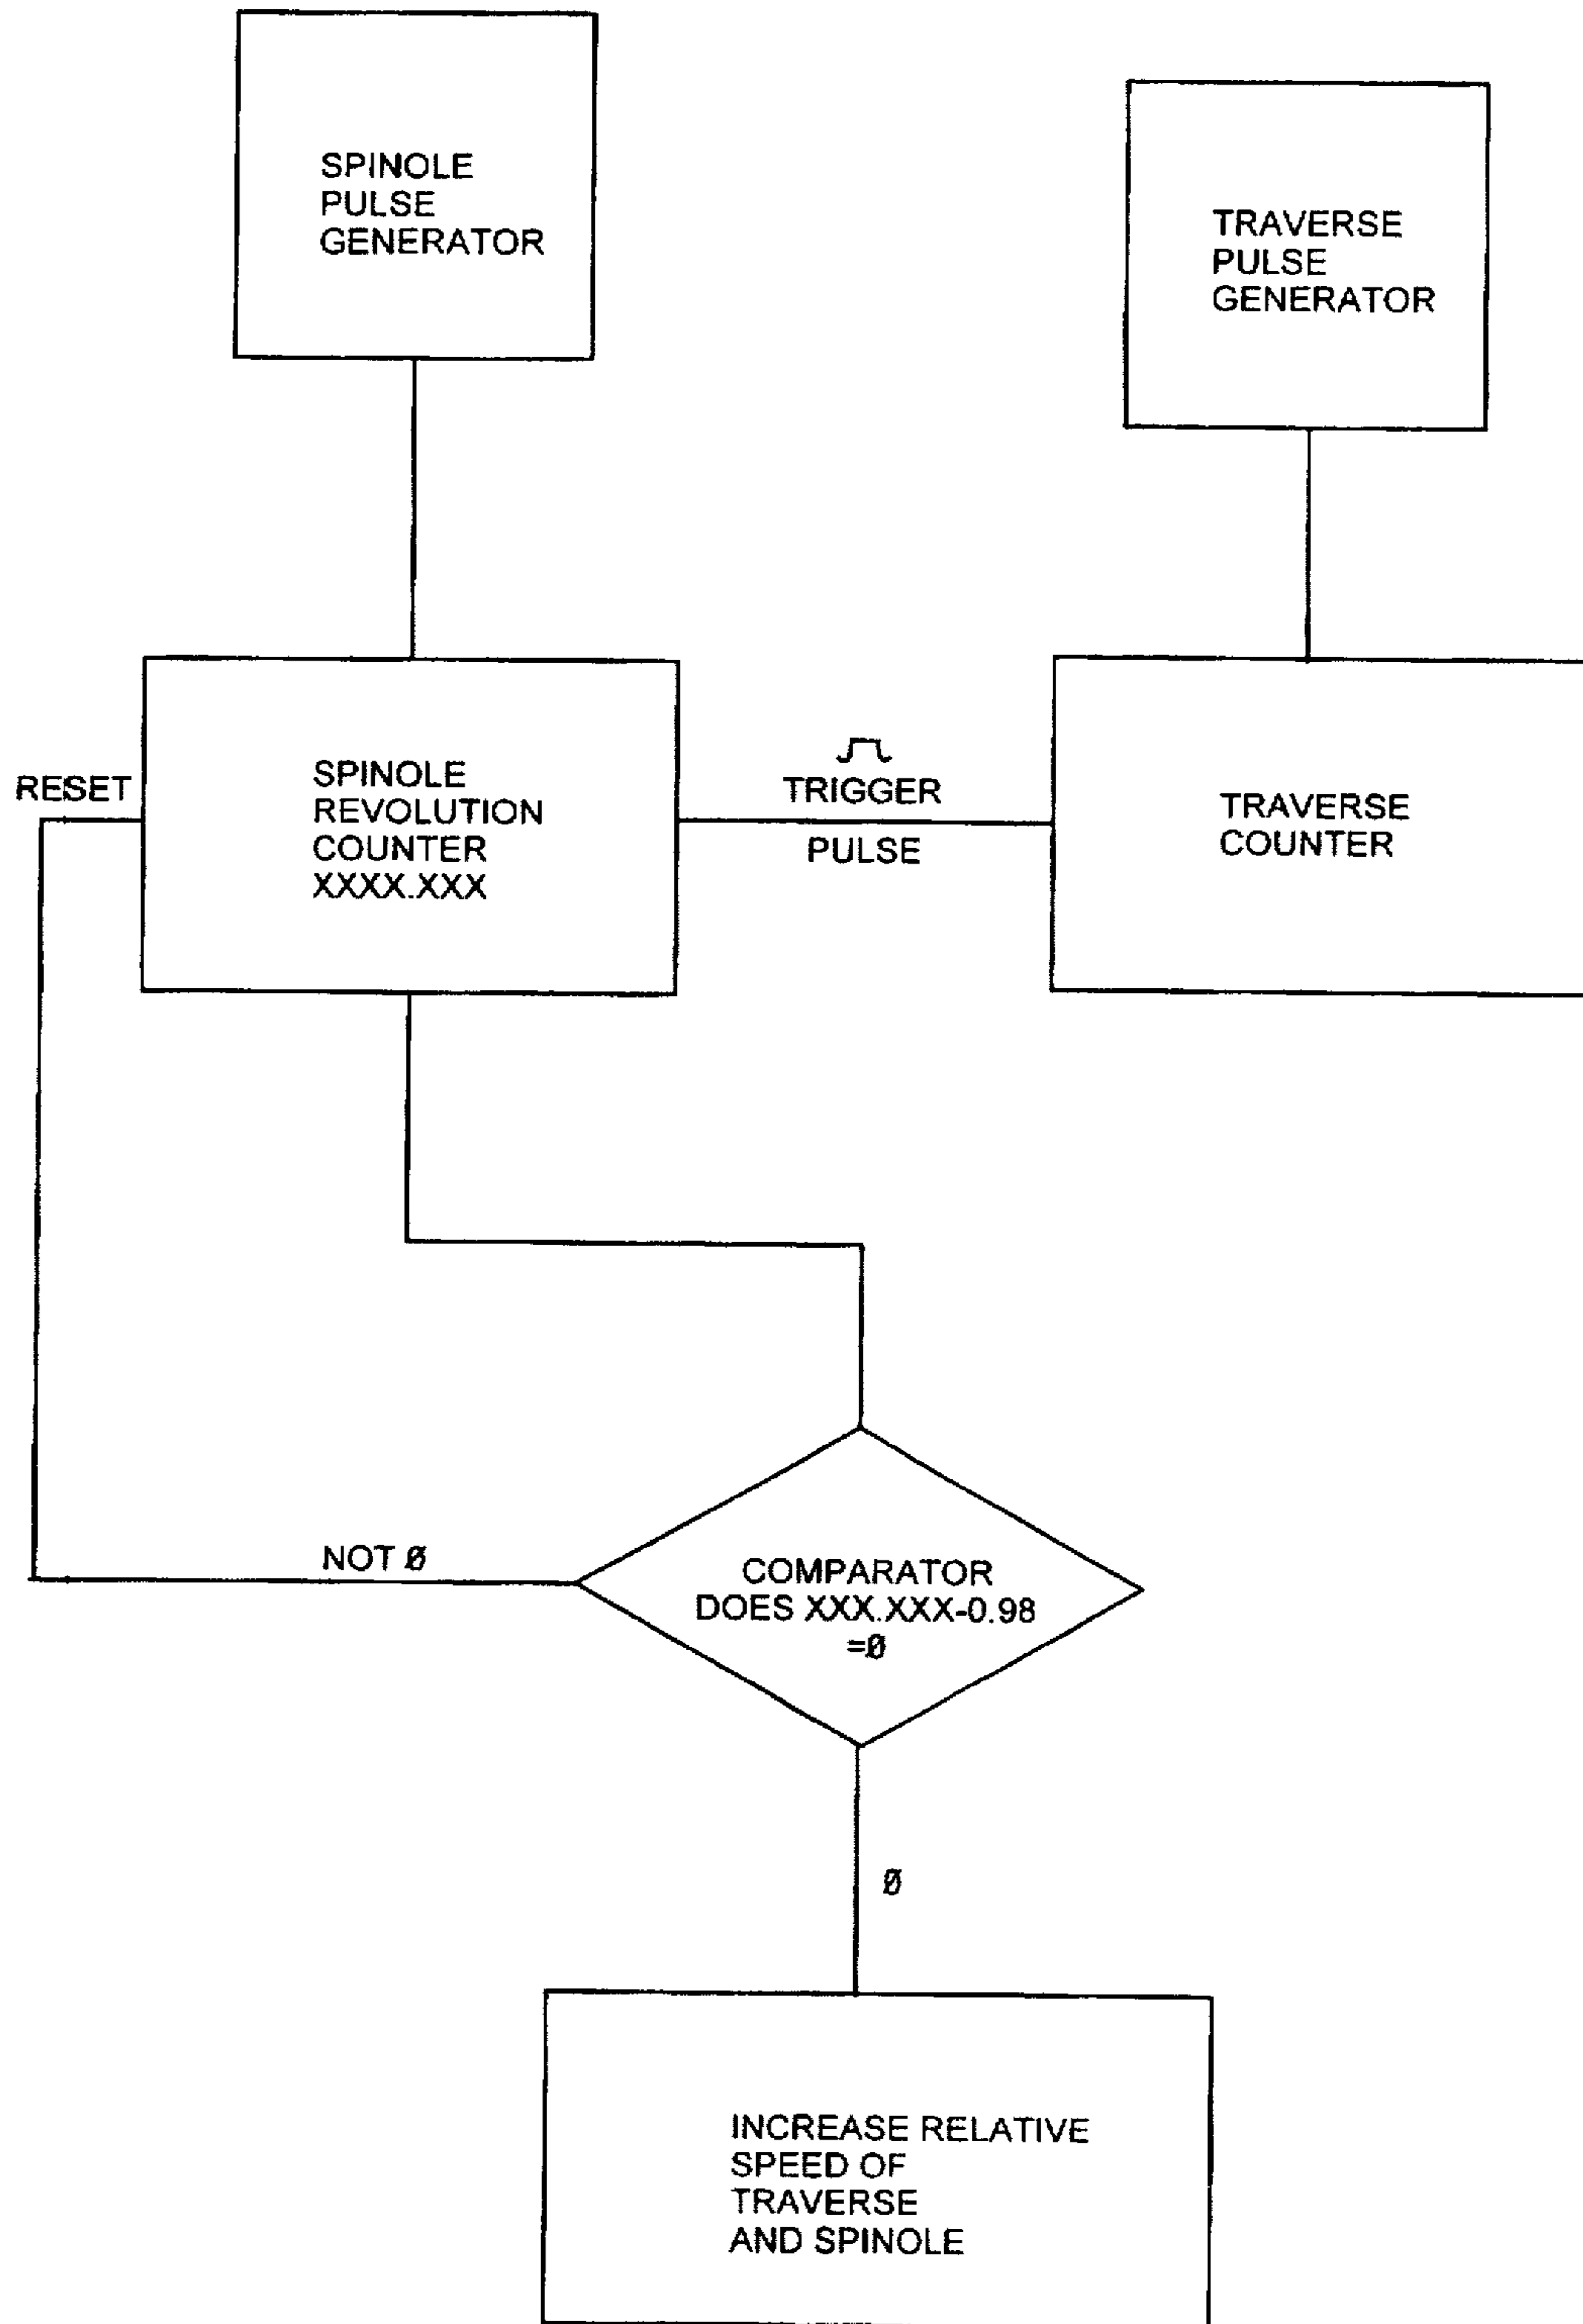 SPINOLE
PULSE
GENERATOR
TRAVERSE
PULSE
GENERATOR
RESET
SPINOLE
REVOLUTION
COUNTER
XXXX.XXX
TRIGGER
PULSE
TRAVERSE
COUNTER
NOT Ø
COMPARATOR
DOES XXX.XXX-0.98
=Ø
Ø
INCREASE RELATIVE
SPEED OF
TRAVERSE
AND SPINOLE